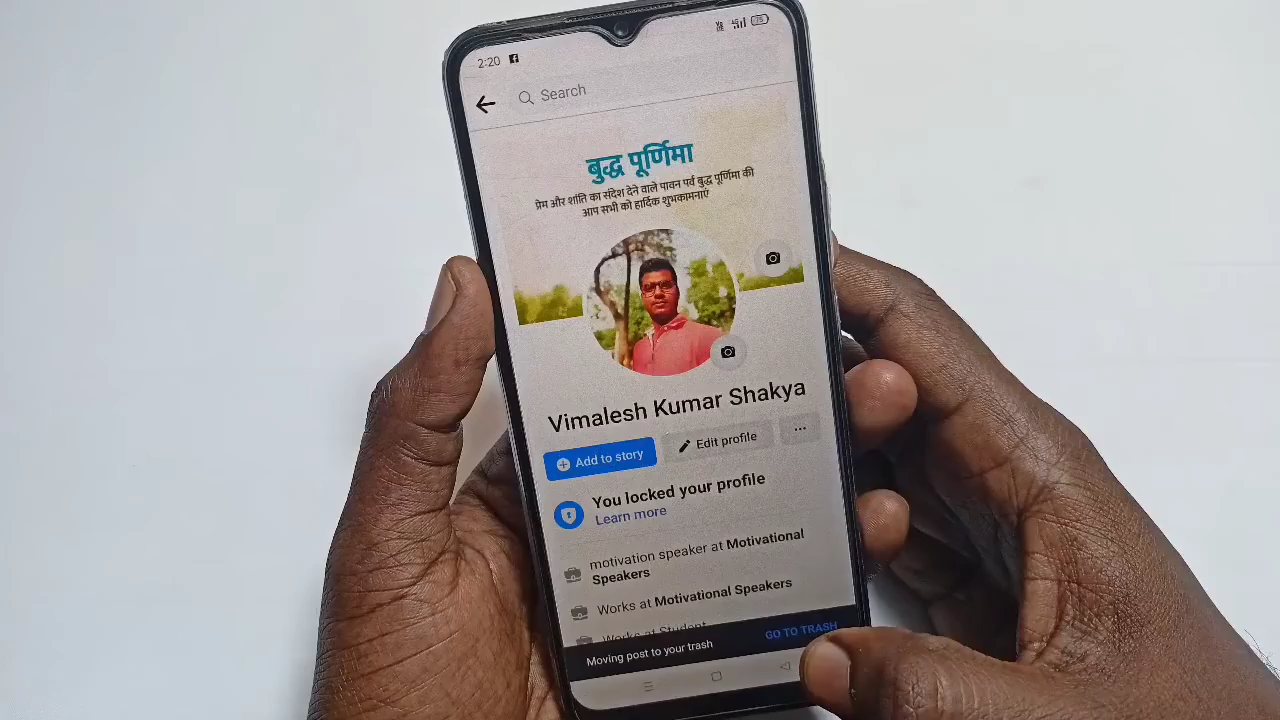 2:20
Search
बुद्ध पूर्णिमा
प्रेम और शांति का संदेश देने वाले पावन पर्व बुद्ध पूर्णिमा की
आप सभी को हार्दिक शुभकामनाएं
Vimalesh Kumar Shakya
Add to story
Edit profile
You locked your profile
Learn more
motivation speaker at Motivational
Speakers
Works at Motivational Speakers
Works at Student
Moving post to your trash
GO TO TRASH